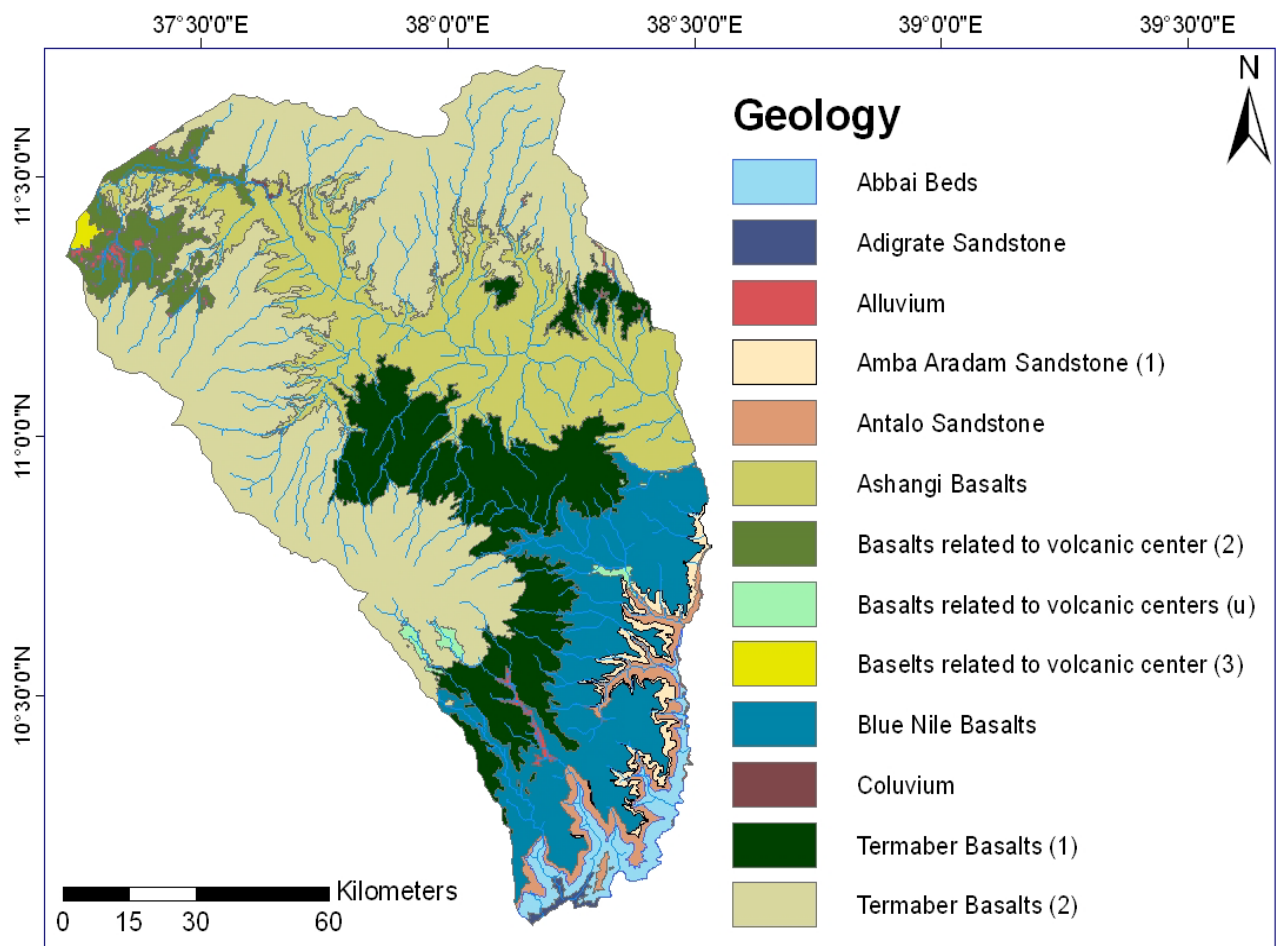 37°30'0"E 38°0'0"E 38°30'0"E 39°0'0"E 39°30'0"E
N
11°30'0"N
11°0'0"N
10°30'0"N
Geology
Abbai Beds
Adigrate Sandstone
Alluvium
Amba Aradam Sandstone (1)
Antalo Sandstone
Ashangi Basalts
Basalts related to volcanic center (2)
Basalts related to volcanic centers (u)
Baselts related to volcanic center (3)
Blue Nile Basalts
Coluvium
Termaber Basalts (1)
Termaber Basalts (2)
Kilometers
0 15 30 60